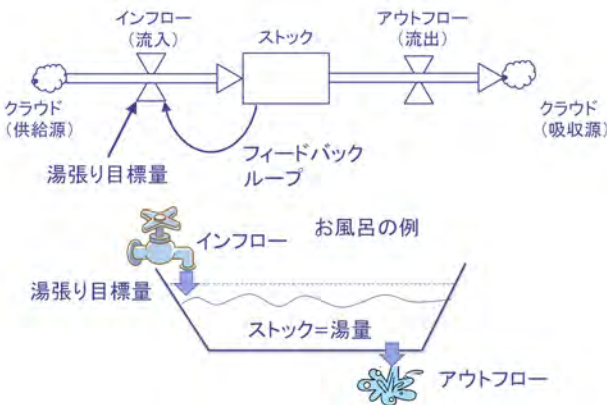 インフロー
(流入)
ストック
アウトフロー
(流出)
クラウド
(供給源)
クラウド
(吸収源)
湯張り目標量
フィードバック
ループ
インフロー
お風呂の例
湯張り目標量
ストック=湯量
アウトフロー